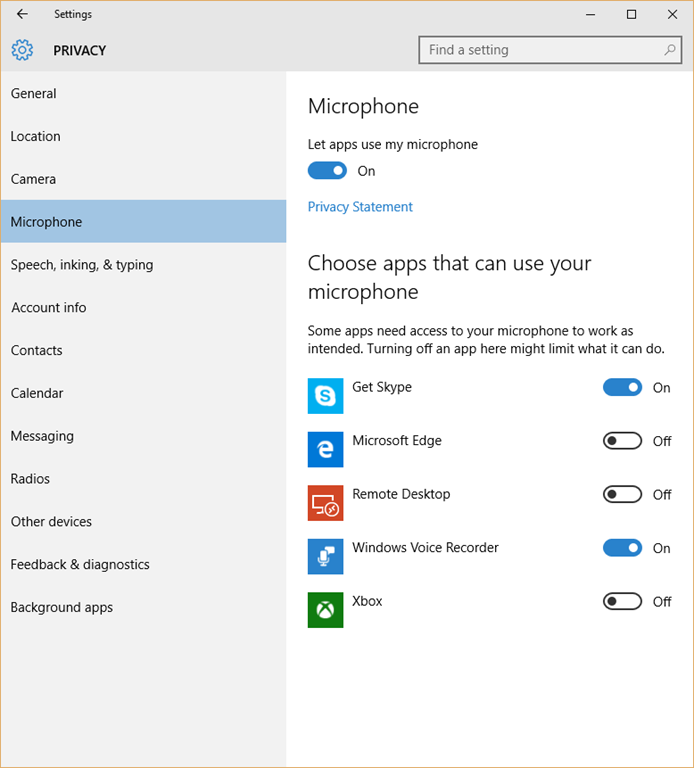 Settings
PRIVACY
Find a setting
General
Location
Camera
Microphone
Speech, inking, & typing
Account info
Contacts
Calendar
Messaging
Radios
Other devices
Feedback & diagnostics
Background apps
Microphone
Let apps use my microphone
On
Privacy Statement
Choose apps that can use your
microphone
Some apps need access to your microphone to work as
intended. Turning off an app here might limit what it can do.
Get Skype On
Microsoft Edge Off
Remote Desktop Off
Windows Voice Recorder On
Xbox Off